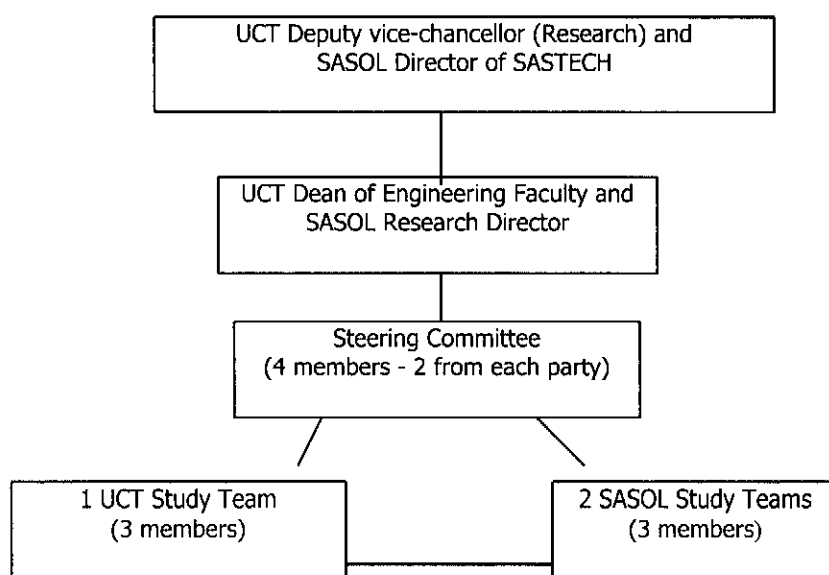 UCT Deputy vice-chancellor (Research) and
SASOL Director of SASTECH
UCT Dean of Engineering Faculty and
SASOL Research Director
Steering Committee
(4 members - 2 from each party)
1 UCT Study Team
(3 members)
2 SASOL Study Teams
(3 members)